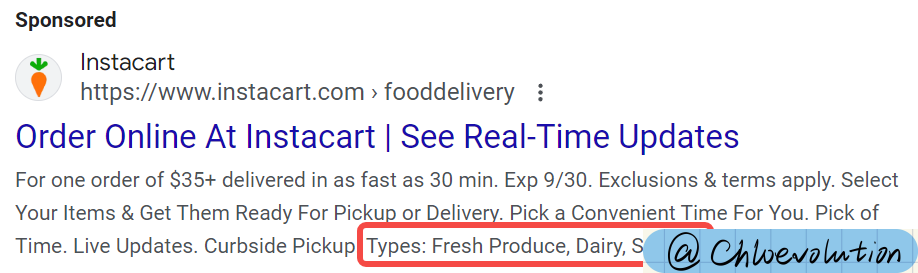 Sponsored
Instacart
https://www.instacart.com › fooddelivery
Order Online At Instacart | See Real-Time Updates
For one order of $35+ delivered in as fast as 30 min. Exp 9/30. Exclusions & terms apply. Select
Your Items & Get Them Ready For Pickup or Delivery. Pick a Convenient Time For You. Pick of
Time. Live Updates. Curbside Pickup Types: Fresh Produce, Dairy,
@ Chloevolution